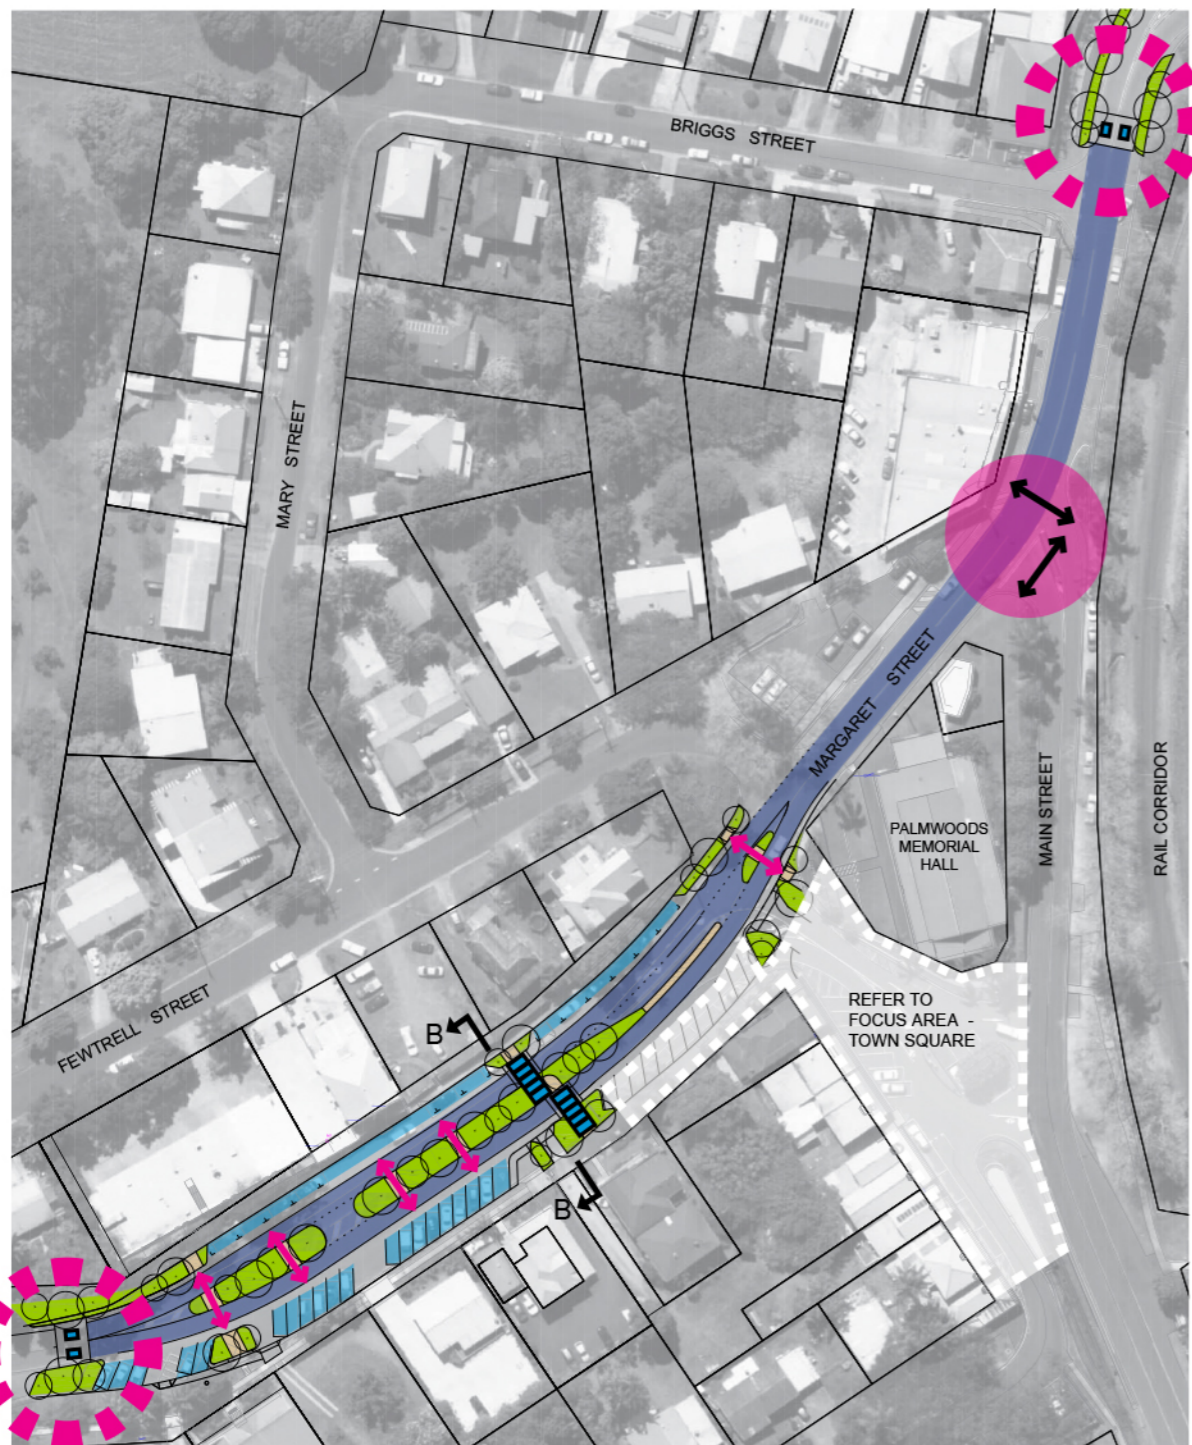 BRIGGS STREET
MARY STREET
MARGARET STREET
PALMWOODS
MEMORIAL
HALL
MAIN STREET
RAIL CORRIDOR
REFER TO
FOCUS AREA -
TOWN SQUARE
FEWTRELL STREET
B
B